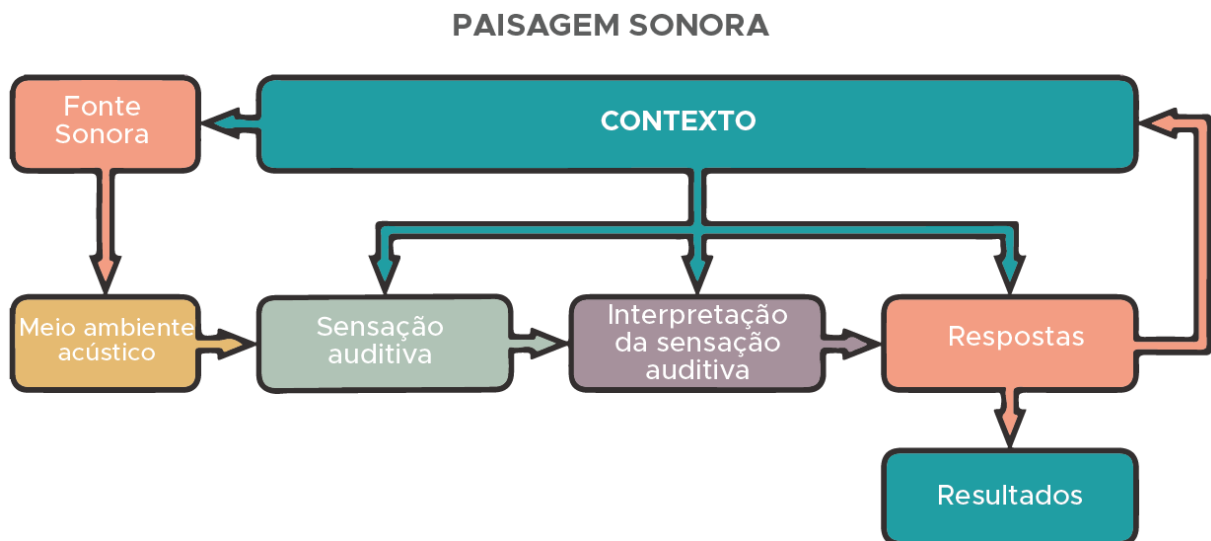 PAISAGEM SONORA
Fonte
Sonora
CONTEXTO
Meio ambiente
acústico
Sensação
auditiva
Interpretação
da sensação
auditiva
Respostas
Resultados